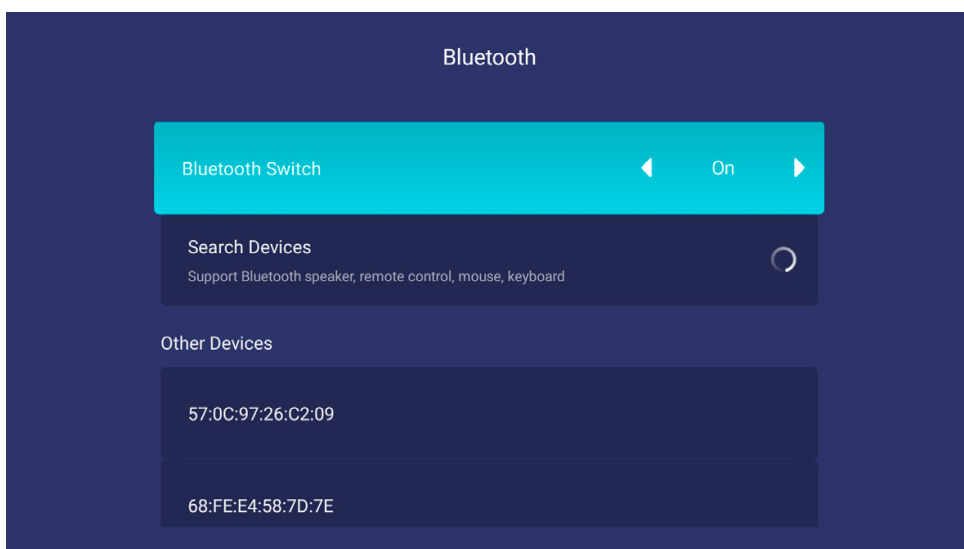 Bluetooth
Bluetooth Switch
On
Search Devices
Support Bluetooth speaker, remote control, mouse, keyboard
Other Devices
57:0C:97:26:C2:09
68:FE:E4:58:7D:7E